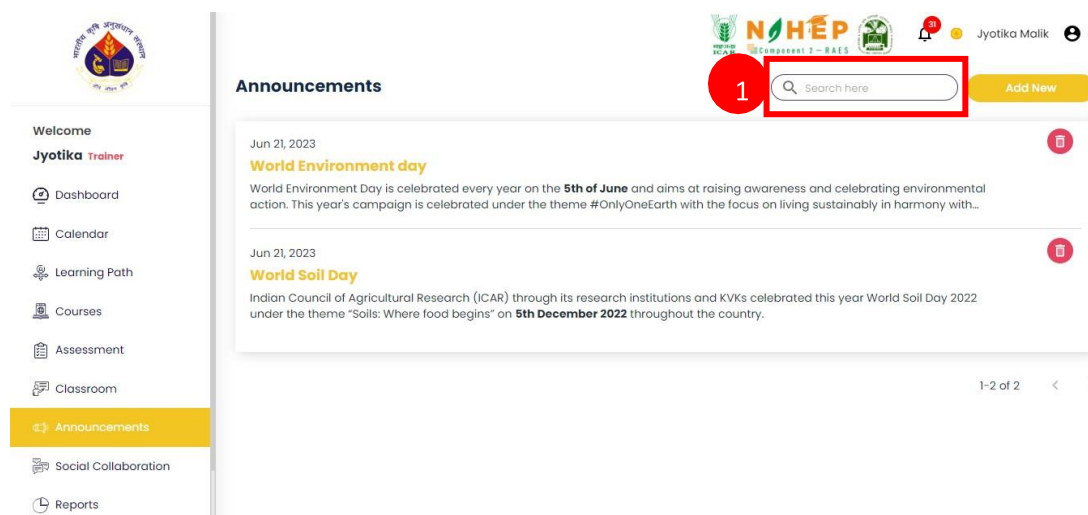 ICAR
NAHEP
Component 2 – RAES
31
Jyotika Malik
Announcements
1
Search here
Add New
Welcome
Jyotika Trainer
Dashboard
Calendar
Learning Path
Courses
Assessment
Classroom
Announcements
Social Collaboration
Reports
Jun 21, 2023
World Environment day
World Environment Day is celebrated every year on the 5th of June and aims at raising awareness and celebrating environmental
action. This year's campaign is celebrated under the theme #OnlyOneEarth with the focus on living sustainably in harmony with...
Jun 21, 2023
World Soil Day
Indian Council of Agricultural Research (ICAR) through its research institutions and KVKs celebrated this year World Soil Day 2022
under the theme “Soils: Where food begins” on 5th December 2022 throughout the country.
1-2 of 2